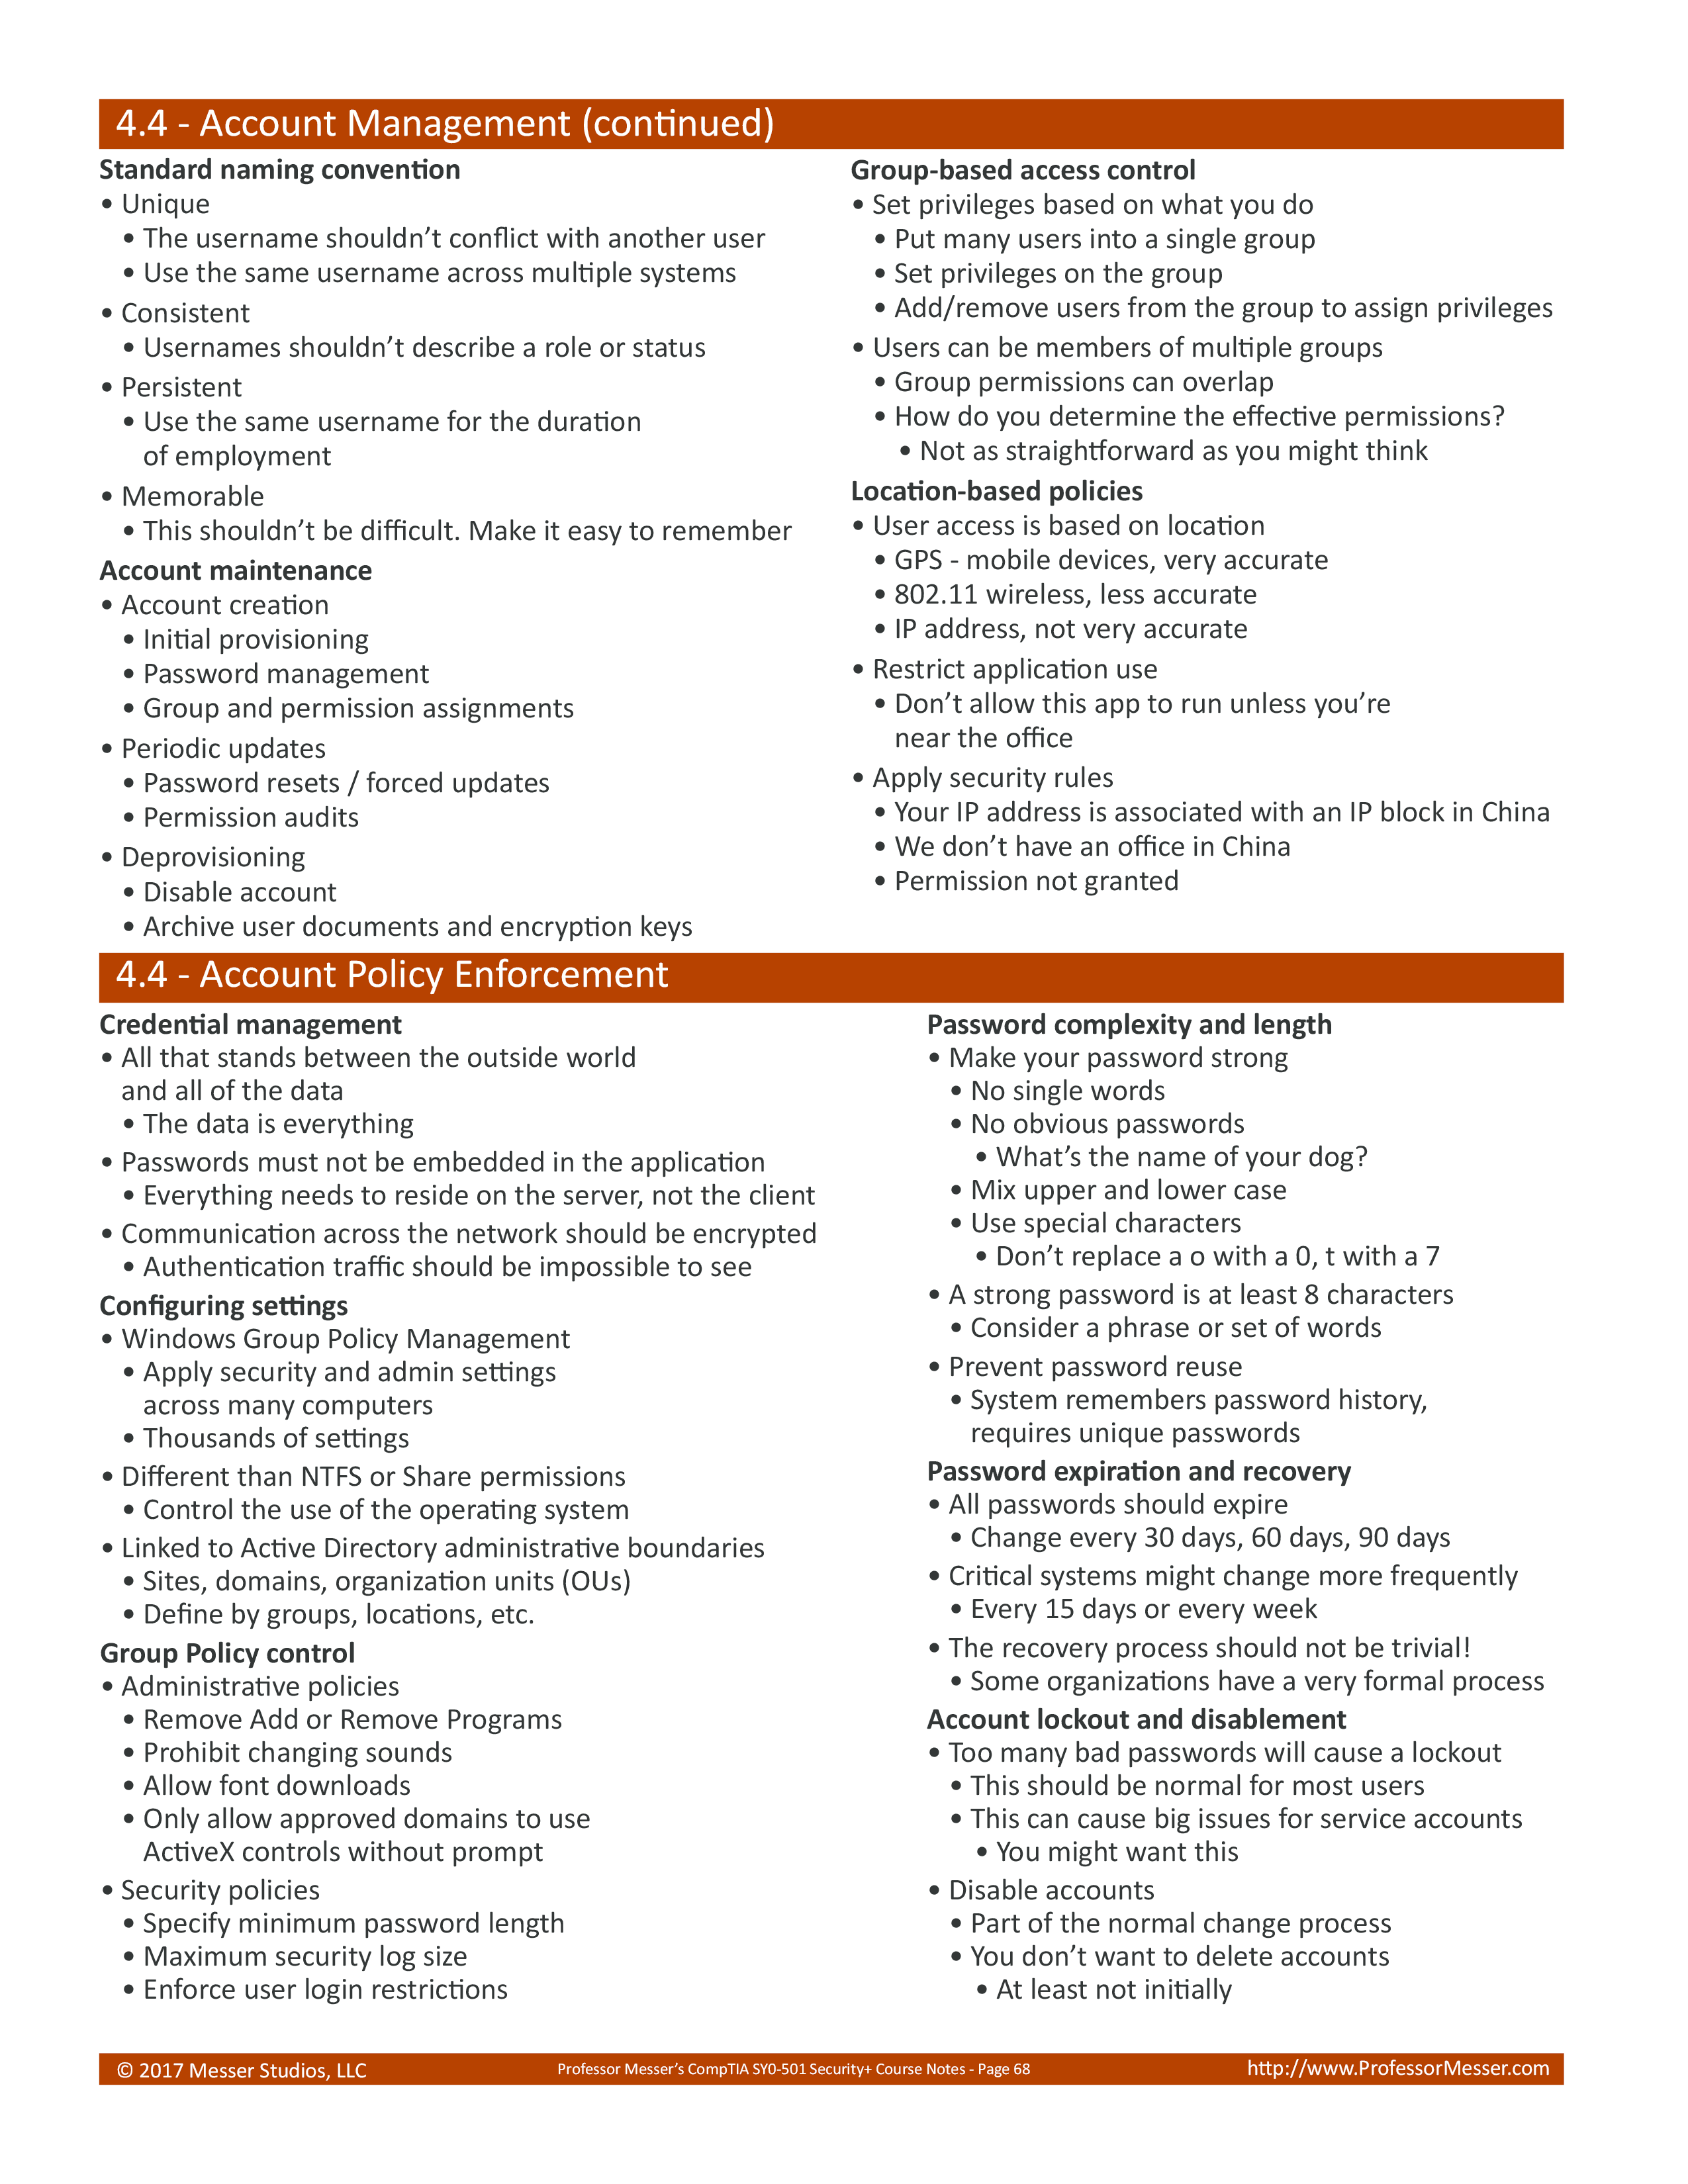 4.4 - Account Management (continued)
Standard naming convention
• Unique
• The username shouldn’t conflict with another user
• Use the same username across multiple systems
• Consistent
• Usernames shouldn’t describe a role or status
• Persistent
• Use the same username for the duration
of employment
• Memorable
• This shouldn’t be difficult. Make it easy to remember
Account maintenance
• Account creation
• Initial provisioning
• Password management
• Group and permission assignments
• Periodic updates
• Password resets / forced updates
• Permission audits
• Deprovisioning
• Disable account
• Archive user documents and encryption keys
Group-based access control
• Set privileges based on what you do
• Put many users into a single group
• Set privileges on the group
• Add/remove users from the group to assign privileges
• Users can be members of multiple groups
• Group permissions can overlap
• How do you determine the effective permissions?
• Not as straightforward as you might think
Location-based policies
• User access is based on location
• GPS - mobile devices, very accurate
• 802.11 wireless, less accurate
• IP address, not very accurate
• Restrict application use
• Don’t allow this app to run unless you’re
near the office
• Apply security rules
• Your IP address is associated with an IP block in China
• We don’t have an office in China
• Permission not granted
4.4 - Account Policy Enforcement
Credential management
• All that stands between the outside world
and all of the data
• The data is everything
• Passwords must not be embedded in the application
• Everything needs to reside on the server, not the client
• Communication across the network should be encrypted
• Authentication traffic should be impossible to see
Configuring settings
• Windows Group Policy Management
• Apply security and admin settings
across many computers
• Thousands of settings
• Different than NTFS or Share permissions
• Control the use of the operating system
• Linked to Active Directory administrative boundaries
• Sites, domains, organization units (OUs)
• Define by groups, locations, etc.
Group Policy control
• Administrative policies
• Remove Add or Remove Programs
• Prohibit changing sounds
• Allow font downloads
• Only allow approved domains to use
ActiveX controls without prompt
• Security policies
• Specify minimum password length
• Maximum security log size
• Enforce user login restrictions
Password complexity and length
• Make your password strong
• No single words
• No obvious passwords
• What’s the name of your dog?
• Mix upper and lower case
• Use special characters
• Don’t replace a o with a 0, t with a 7
• A strong password is at least 8 characters
• Consider a phrase or set of words
• Prevent password reuse
• System remembers password history,
requires unique passwords
Password expiration and recovery
• All passwords should expire
• Change every 30 days, 60 days, 90 days
• Critical systems might change more frequently
• Every 15 days or every week
• The recovery process should not be trivial!
• Some organizations have a very formal process
Account lockout and disablement
• Too many bad passwords will cause a lockout
• This should be normal for most users
• This can cause big issues for service accounts
• You might want this
• Disable accounts
• Part of the normal change process
• You don’t want to delete accounts
• At least not initially
© 2017 Messer Studios, LLC
Professor Messer’s CompTIA SY0-501 Security+ Course Notes - Page 68
http://www.ProfessorMesser.com